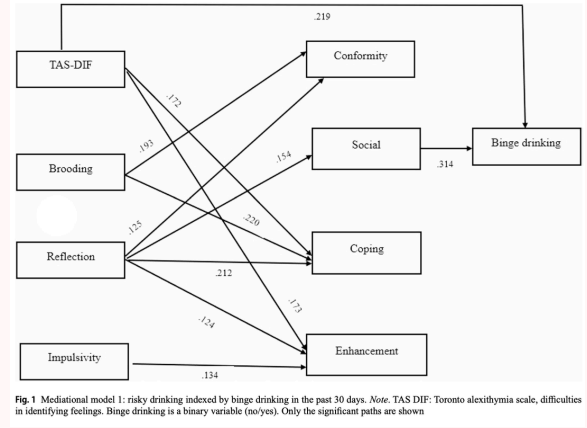 .219
TAS-DIF
Conformity
.172
.193
.154
Social
Binge drinking
.314
Brooding
.220
.125
Reflection
Coping
.212
.173
.124
Enhancement
Impulsivity
.134
Fig. 1 Mediational model 1: risky drinking indexed by binge drinking in the past 30 days. Note. TAS DIF: Toronto alexithymia scale, difficulties
in identifying feelings. Binge drinking is a binary variable (no/yes). Only the significant paths are shown